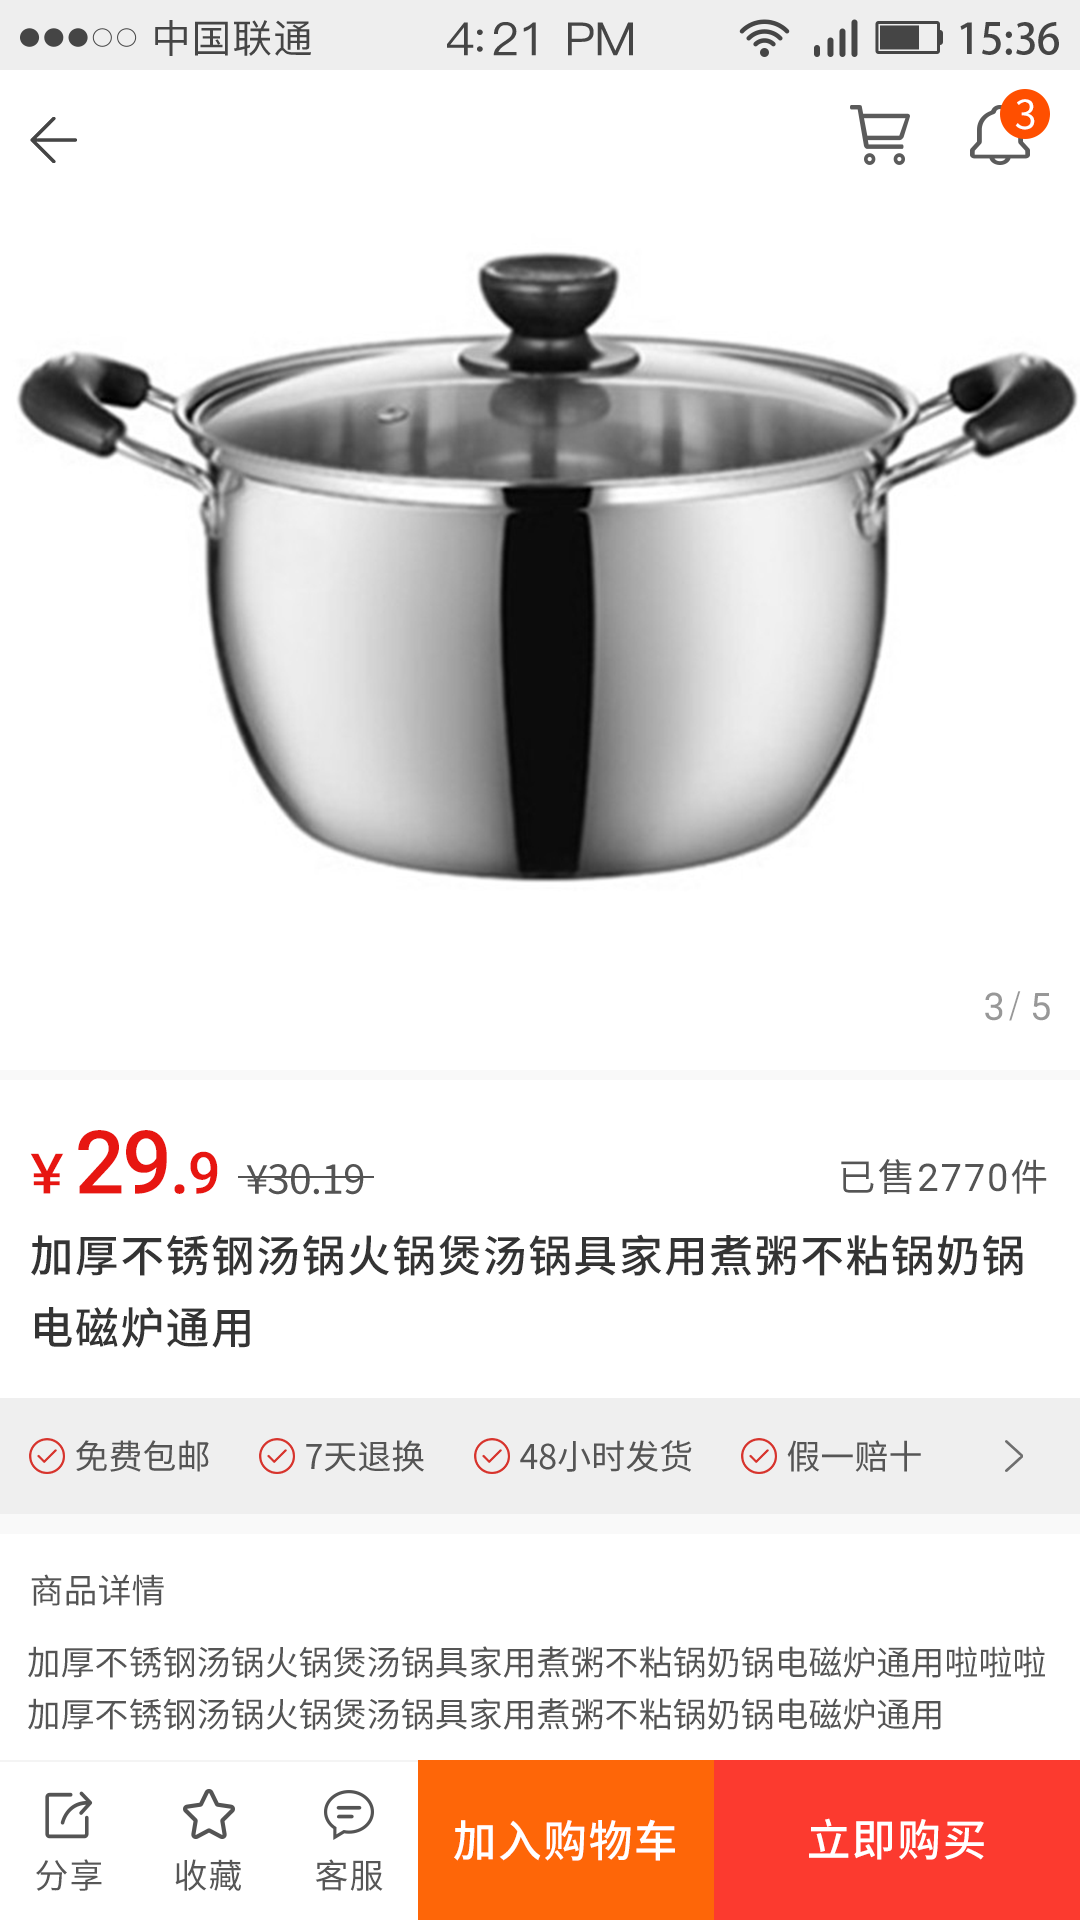 中国联通 4:21 PM 15:36
3
3/ 5
¥29.9 ¥30.19 已售2770件
加厚不锈钢汤锅火锅煲汤锅具家用煮粥不粘锅奶锅
电磁炉通用
免费包邮 7天退换 48小时发货 假一赔十
商品详情
加厚不锈钢汤锅火锅煲汤锅具家用煮粥不粘锅奶锅电磁炉通用啦啦啦
加厚不锈钢汤锅火锅煲汤锅具家用煮粥不粘锅奶锅电磁炉通用
分享 收藏 客服 加入购物车 立即购买